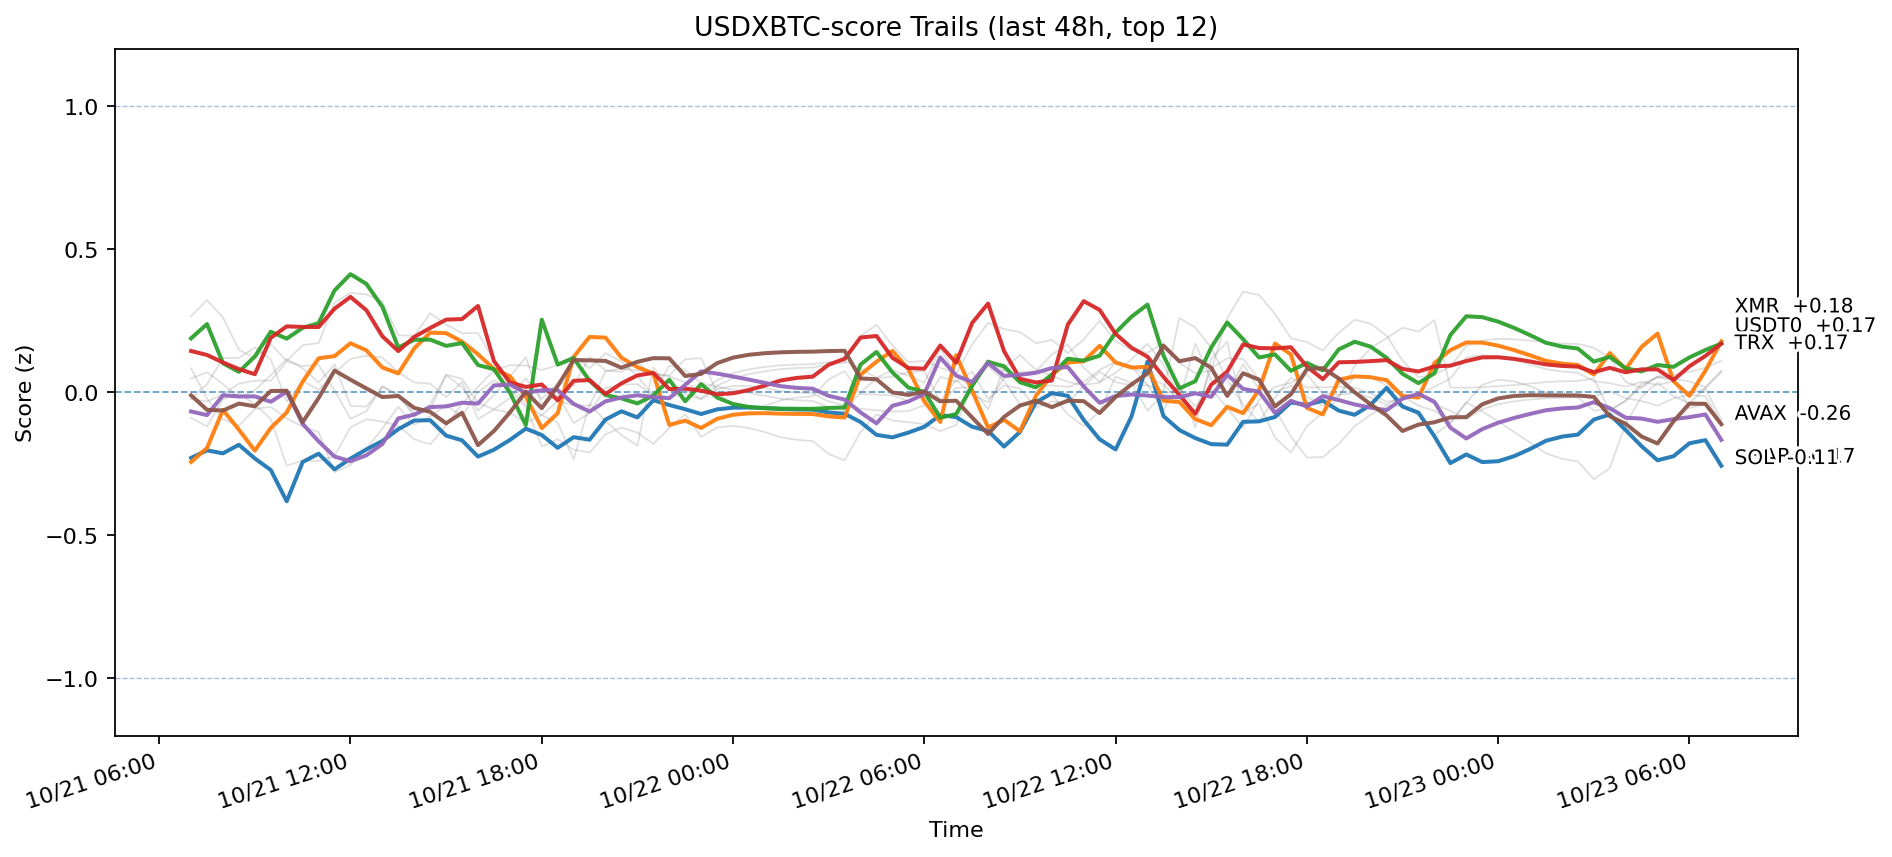 USDXBTC-score Trails (last 48h, top 12)
Score (z)
1.0
0.5
0.0
−0.5
−1.0
XMR +0.18
USDT0 +0.17
TRX +0.17
AVAX -0.26
SOL -0.11
10/21 06:00
10/21 12:00
10/21 18:00
10/22 00:00
10/22 06:00
10/22 12:00
10/22 18:00
10/23 00:00
10/23 06:00
Time